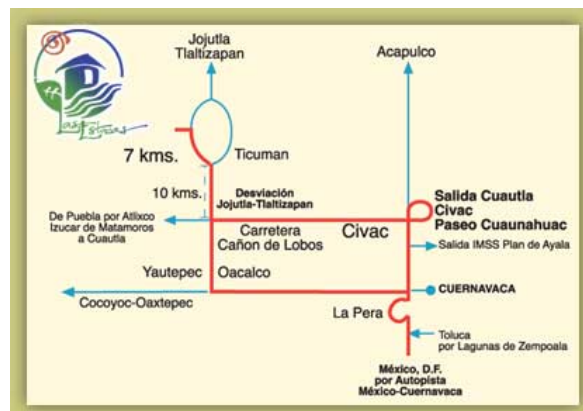 Jojutla
Tlaltizapan
Acapulco
Las Estacas
7 kms.
Ticuman
10 kms.
Desviación
Jojutla-Tlaltizapan
Salida Cuautla
Civac
Paseo Cuaunahuac
De Puebla por Atlixco
Izucar de Matamoros
a Cuautla
Carretera
Cañon de Lobos
Civac
Salida IMSS Plan de Ayala
Yautepec
Oacalco
CUERNAVACA
Cocoyoc-Oaxtepec
La Pera
Toluca
por Lagunas de Zempoala
México, D.F.
por Autopista
México-Cuernavaca